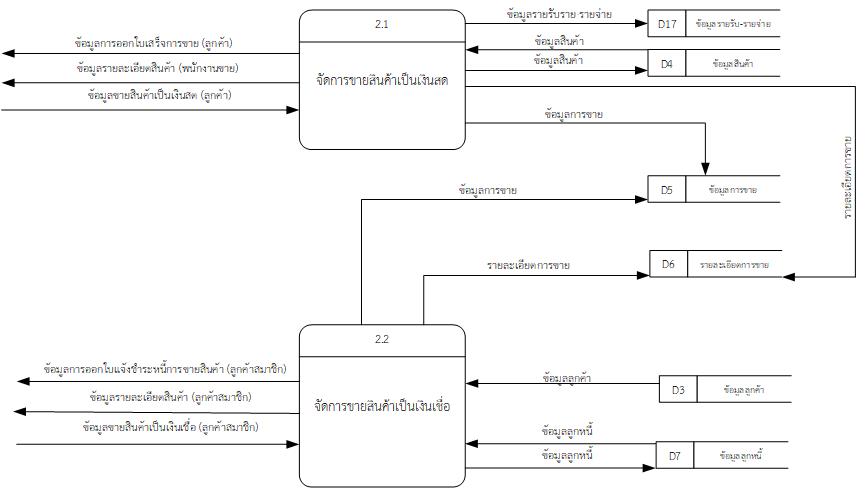 2.1
จัดการขายสินค้าเป็นเงินสด
ข้อมูลการออกใบเสร็จการขาย (ลูกค้า)
ข้อมูลรายละเอียดสินค้า (พนักงานขาย)
ข้อมูลขายสินค้าเป็นเงินสด (ลูกค้า)
ข้อมูลรายรับราย-รายจ่าย
D17 ข้อมูลรายรับ-รายจ่าย
ข้อมูลสินค้า
ข้อมูลสินค้า
D4 ข้อมูลสินค้า
ข้อมูลการขาย
รายละเอียดการขาย
ข้อมูลการขาย
D5 ข้อมูลการขาย
รายละเอียดการขาย
D6 รายละเอียดการขาย
2.2
จัดการขายสินค้าเป็นเงินเชื่อ
ข้อมูลการออกใบแจ้งชำระหนี้การขายสินค้า (ลูกค้าสมาชิก)
ข้อมูลรายละเอียดสินค้า (ลูกค้าสมาชิก)
ข้อมูลขายสินค้าเป็นเงินเชื่อ (ลูกค้าสมาชิก)
ข้อมูลลูกค้า
D3 ข้อมูลลูกค้า
ข้อมูลลูกหนี้
ข้อมูลลูกหนี้
D7 ข้อมูลลูกหนี้